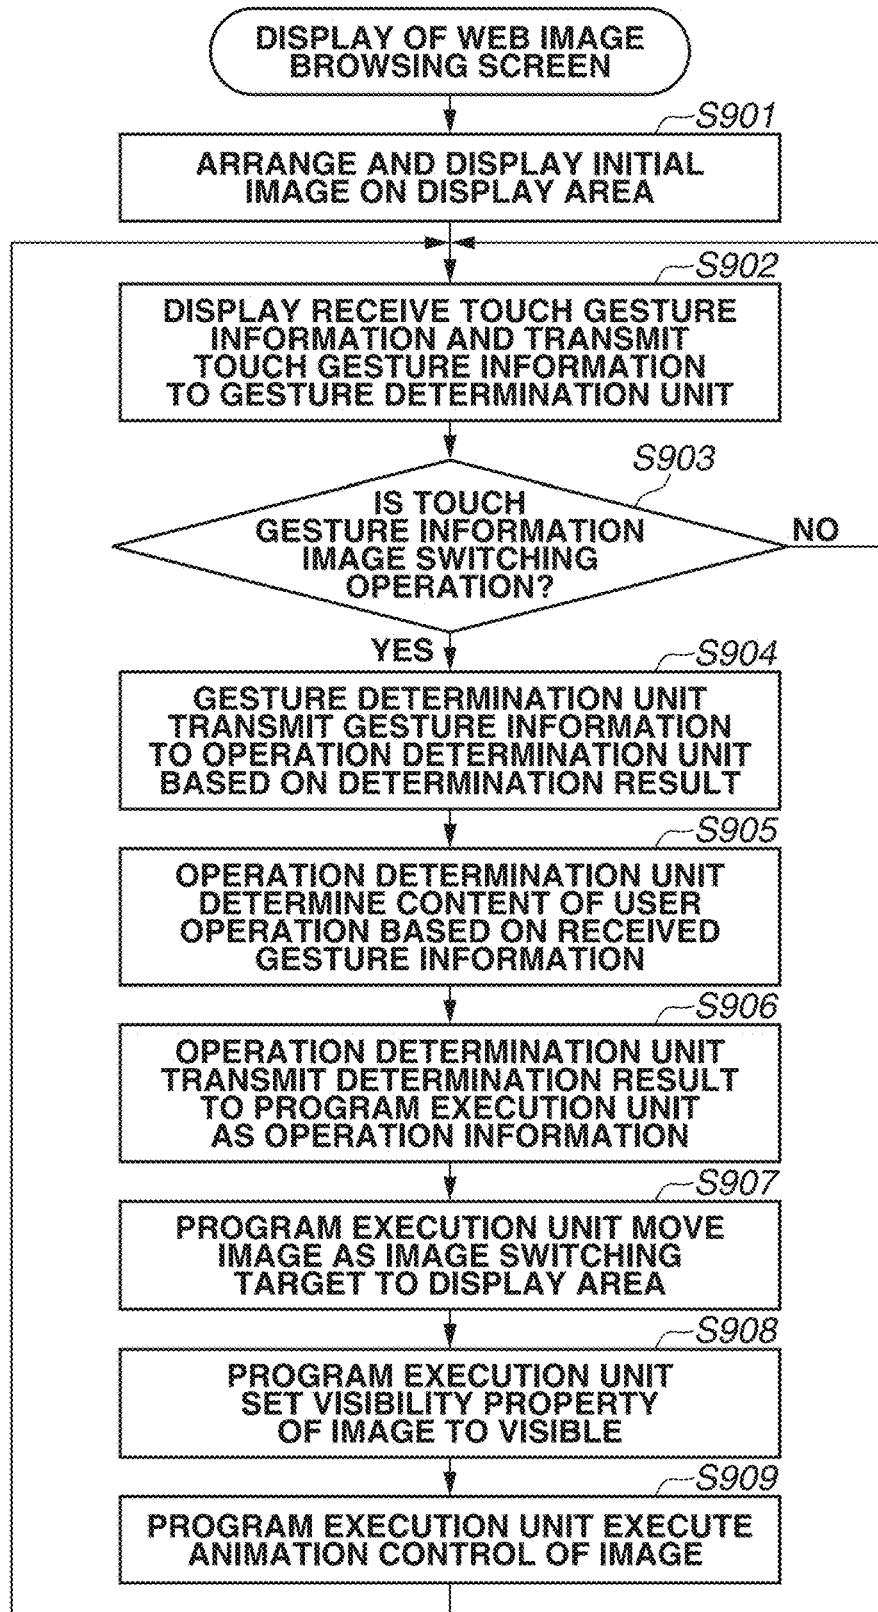 DISPLAY OF WEB IMAGE
BROWSING SCREEN
S901
ARRANGE AND DISPLAY INITIAL
IMAGE ON DISPLAY AREA
S902
DISPLAY RECEIVE TOUCH GESTURE
INFORMATION AND TRANSMIT
TOUCH GESTURE INFORMATION
TO GESTURE DETERMINATION UNIT
S903
IS TOUCH
GESTURE INFORMATION
IMAGE SWITCHING
OPERATION?
NO
YES
S904
GESTURE DETERMINATION UNIT
TRANSMIT GESTURE INFORMATION
TO OPERATION DETERMINATION UNIT
BASED ON DETERMINATION RESULT
S905
OPERATION DETERMINATION UNIT
DETERMINE CONTENT OF USER
OPERATION BASED ON RECEIVED
GESTURE INFORMATION
S906
OPERATION DETERMINATION UNIT
TRANSMIT DETERMINATION RESULT
TO PROGRAM EXECUTION UNIT
AS OPERATION INFORMATION
S907
PROGRAM EXECUTION UNIT MOVE
IMAGE AS IMAGE SWITCHING
TARGET TO DISPLAY AREA
S908
PROGRAM EXECUTION UNIT
SET VISIBILITY PROPERTY
OF IMAGE TO VISIBLE
S909
PROGRAM EXECUTION UNIT EXECUTE
ANIMATION CONTROL OF IMAGE